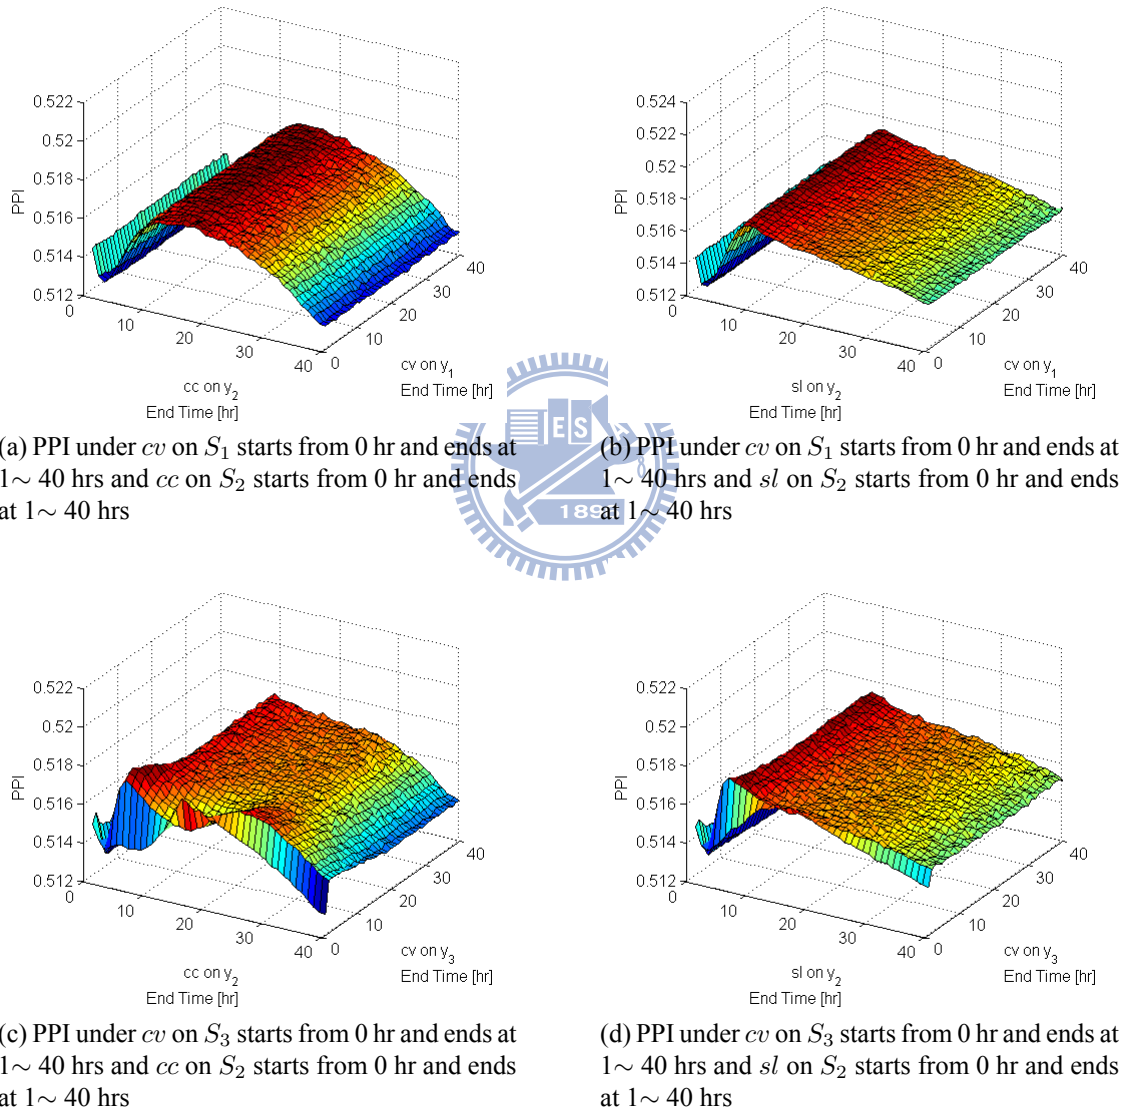 0.522
0.52
0.518
0.516
0.514
0.512
PPI
0
10
20
30
40
0
10
20
30
40
cc on y2
End Time [hr]
cv on y1
End Time [hr]
0.524
0.522
0.52
0.518
0.516
0.514
0.512
PPI
0
10
20
30
40
0
10
20
30
40
sl on y2
End Time [hr]
cv on y1
End Time [hr]
(a) PPI under cv on S1 starts from 0 hr and ends at
1∼ 40 hrs and cc on S2 starts from 0 hr and ends
at 1∼ 40 hrs
(b) PPI under cv on S1 starts from 0 hr and ends at
1∼ 40 hrs and sl on S2 starts from 0 hr and ends
at 1∼ 40 hrs
ES
1896
0.522
0.52
0.518
0.516
0.514
0.512
PPI
0
10
20
30
40
0
10
20
30
40
cc on y2
End Time [hr]
cv on y3
End Time [hr]
0.522
0.52
0.518
0.516
0.514
0.512
PPI
0
10
20
30
40
0
10
20
30
40
sl on y2
End Time [hr]
cv on y3
End Time [hr]
(c) PPI under cv on S3 starts from 0 hr and ends at
1∼ 40 hrs and cc on S2 starts from 0 hr and ends
at 1∼ 40 hrs
(d) PPI under cv on S3 starts from 0 hr and ends at
1∼ 40 hrs and sl on S2 starts from 0 hr and ends
at 1∼ 40 hrs